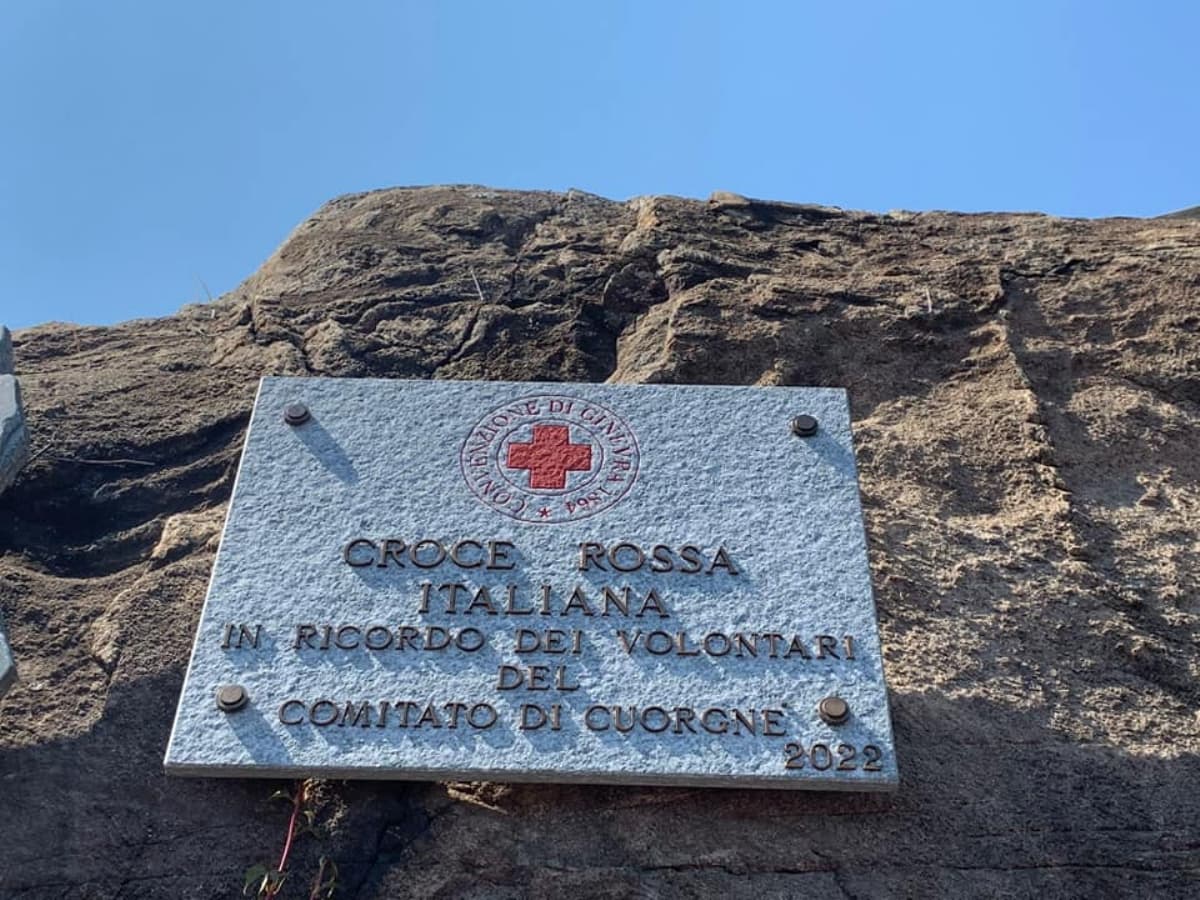 CONVENZIONE DI GINEVRA 1864 ★
CROCE ROSSA
ITALIANA
IN RICORDO DEI VOLONTARI
DEL
COMITATO DI CUORGNE'
2022